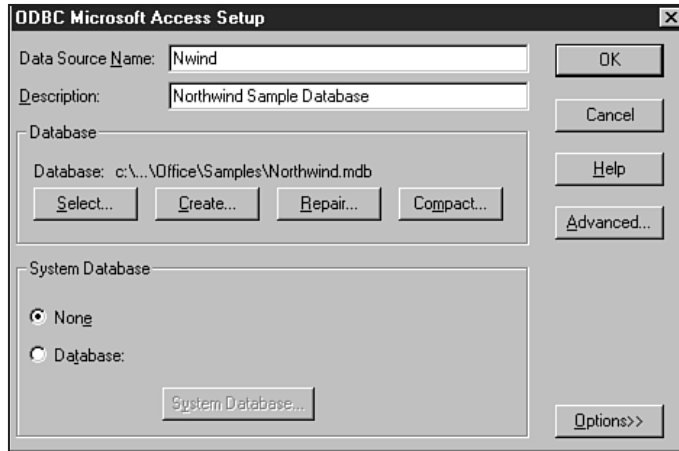 ODBC Microsoft Access Setup
Data Source Name: Nwind
OK
Description: Northwind Sample Database
Cancel
Database
Database: c:\...\Office\Samples\Northwind.mdb
Help
Select... Create... Repair... Compact...
Advanced...
System Database
None
Database:
System Database...
Options>>